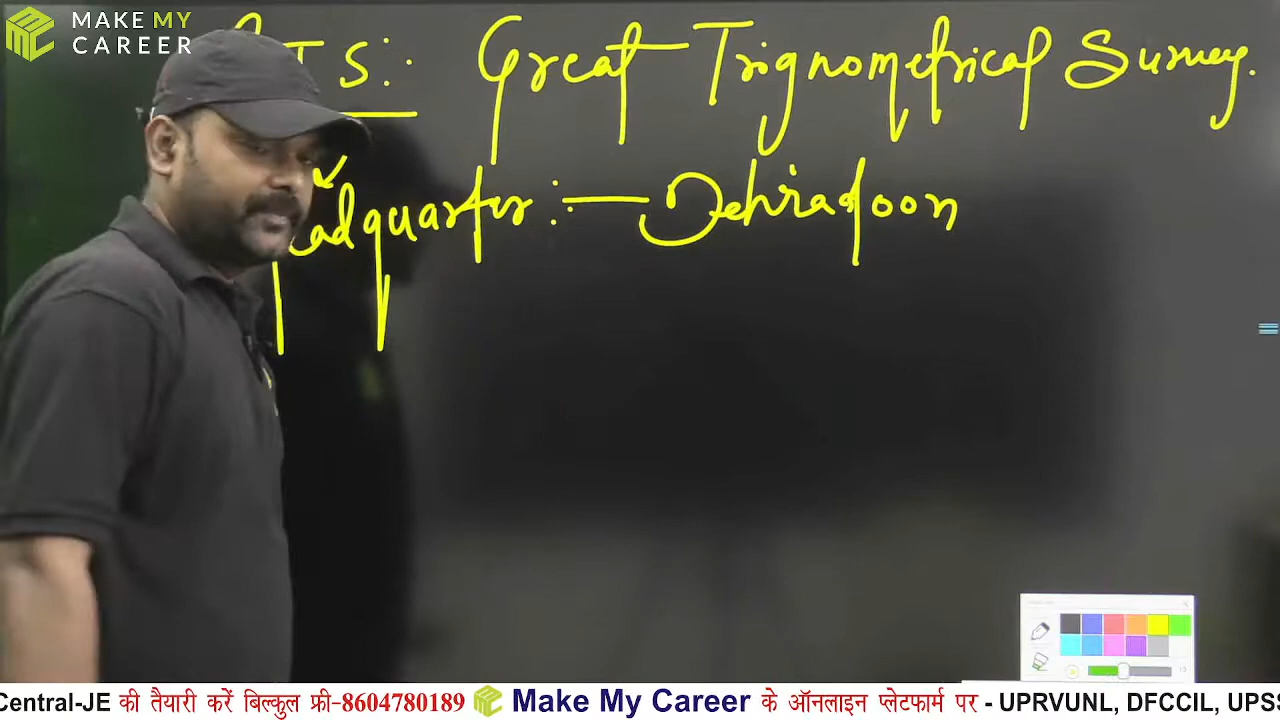 MAKE MY
CAREER
T S :- Great Trignometrical Survey.
adquarter :- Dehradoon
Central-JE की तैयारी करें बिल्कुल फ्री-8604780189 Make My Career के ऑनलाइन प्लेटफार्म पर - UPRVUNL, DFCCIL, UPSS